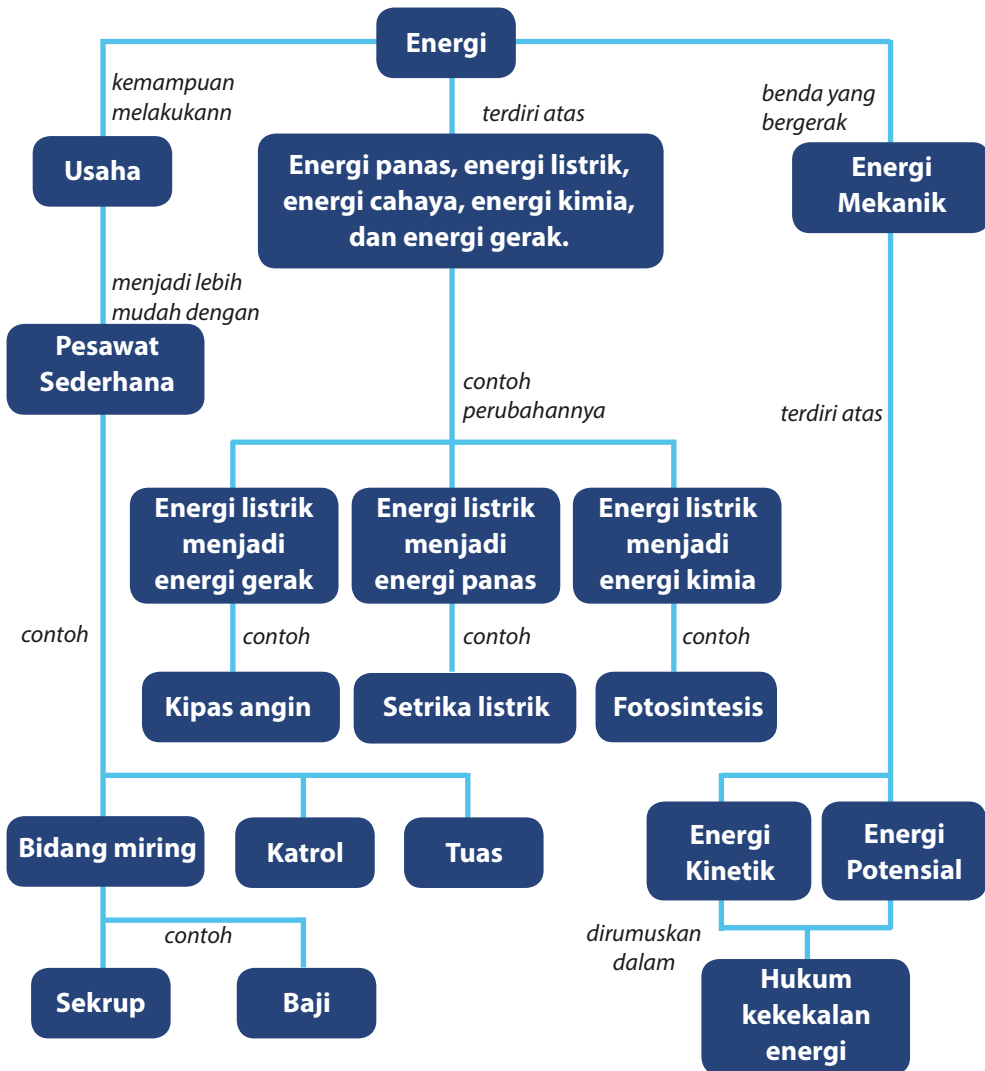 Energi
kemampuan
melakukann
terdiri atas
benda yang
bergerak
Usaha
Energi panas, energi listrik,
energi cahaya, energi kimia,
dan energi gerak.
Energi
Mekanik
menjadi lebih
mudah dengan
Pesawat
Sederhana
contoh
perubahannya
terdiri atas
Energi listrik
menjadi
energi gerak
Energi listrik
menjadi
energi panas
Energi listrik
menjadi
energi kimia
contoh
contoh
contoh
contoh
Kipas angin
Setrika listrik
Fotosintesis
Bidang miring
Katrol
Tuas
Energi
Kinetik
Energi
Potensial
contoh
dirumuskan
dalam
Sekrup
Baji
Hukum
kekekalan
energi